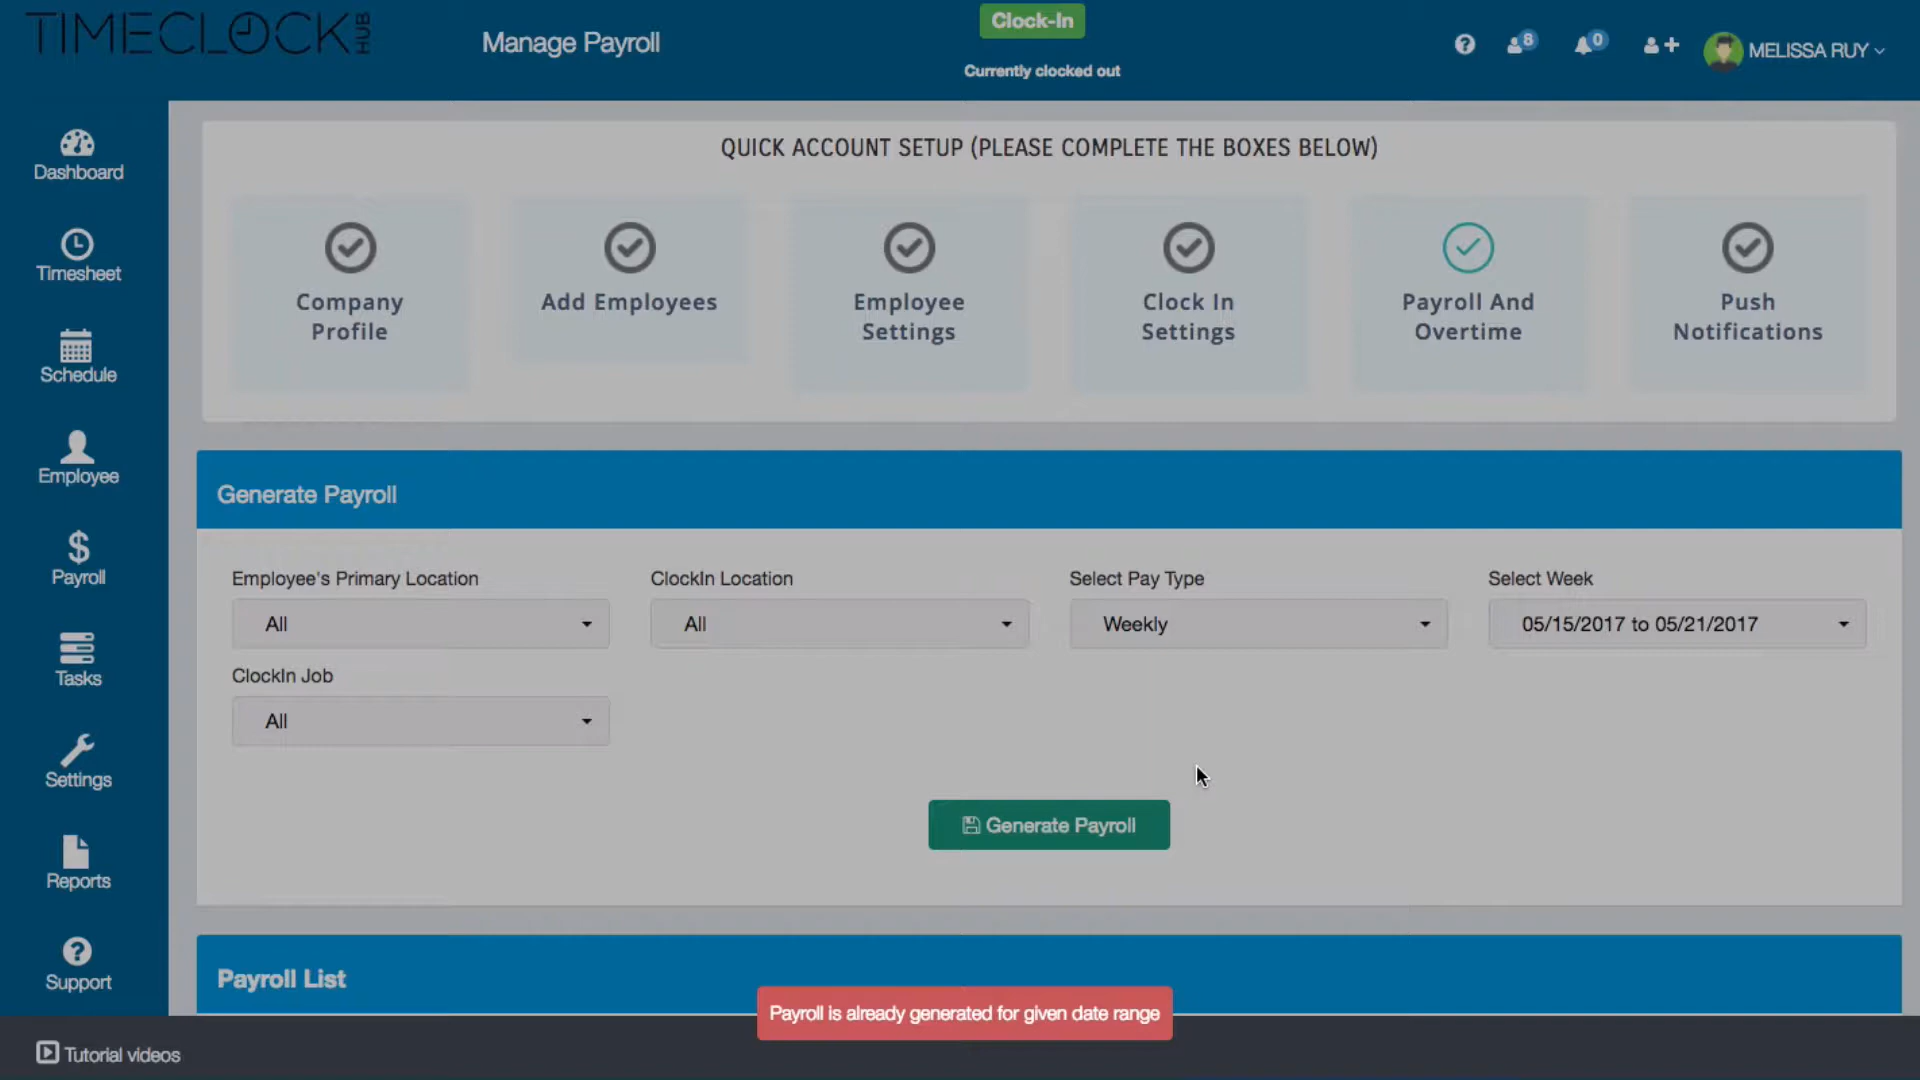 TIMECLOCK HUB
Manage Payroll
Clock-In
Currently clocked out
8
0
MELISSA RUY
Dashboard
Timesheet
Schedule
Employee
Payroll
Tasks
Settings
Reports
Support
QUICK ACCOUNT SETUP (PLEASE COMPLETE THE BOXES BELOW)
Company
Profile
Add Employees
Employee
Settings
Clock In
Settings
Payroll And
Overtime
Push
Notifications
Generate Payroll
Employee's Primary Location
All
ClockIn Location
All
Select Pay Type
Weekly
Select Week
05/15/2017 to 05/21/2017
ClockIn Job
All
Generate Payroll
Payroll List
Payroll is already generated for given date range
Tutorial videos